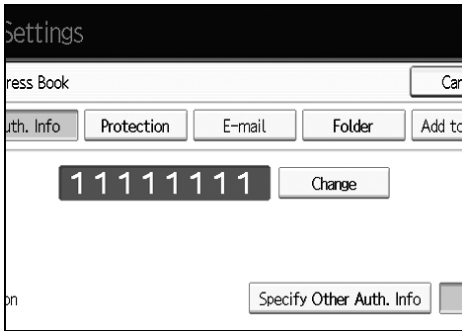 Settings
ress Book Car
uth. Info Protection E-mail Folder Add to
11111111 Change
on Specify Other Auth. Info